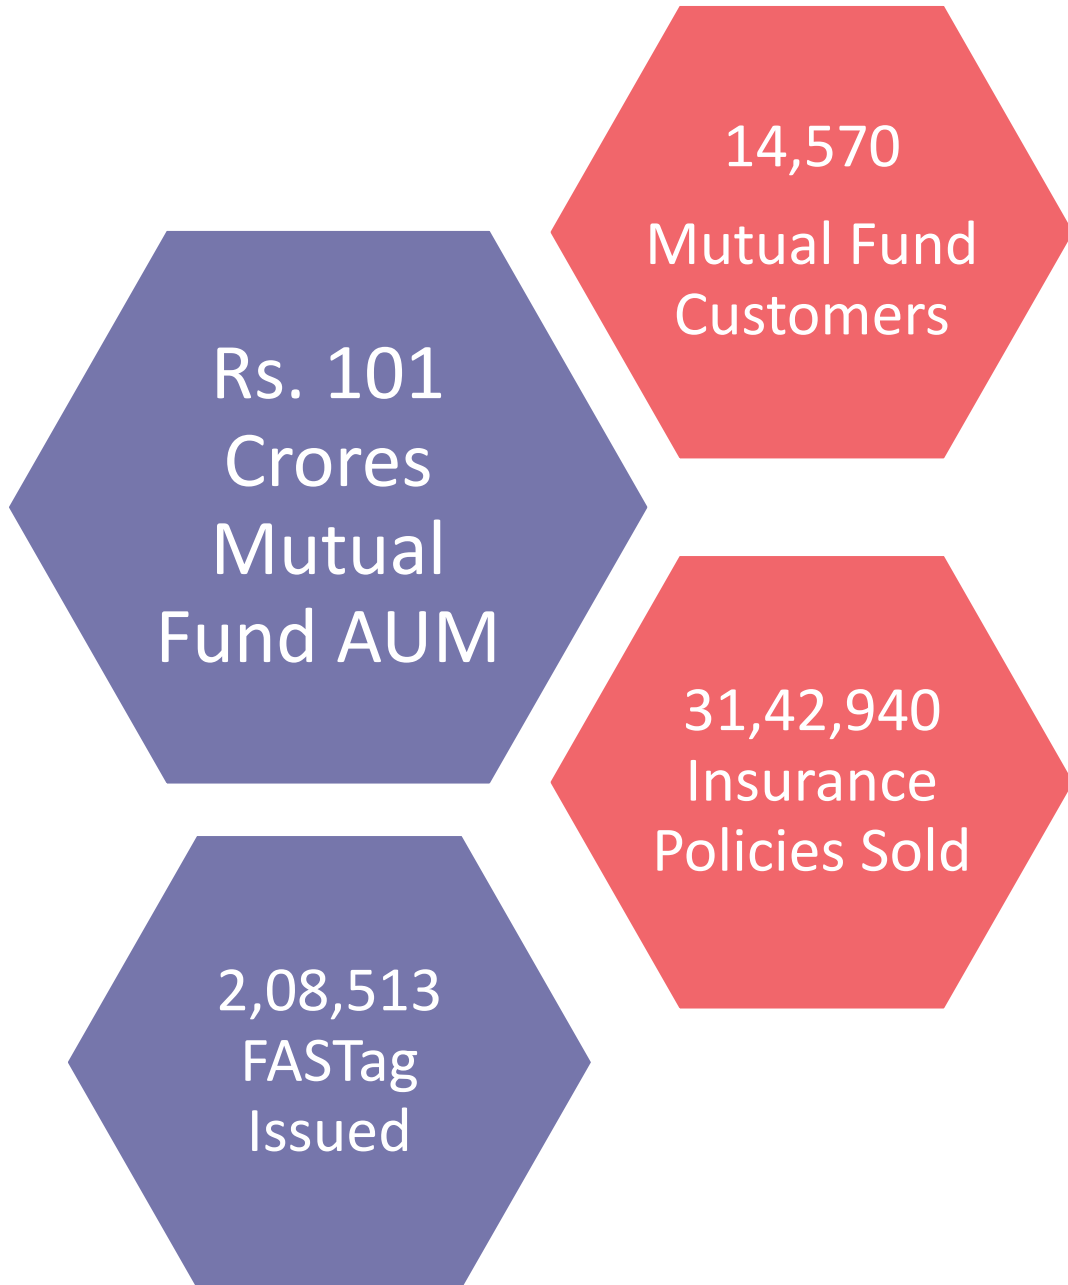 14,570
Mutual Fund
Customers
Rs. 101
Crores
Mutual
Fund AUM
31,42,940
Insurance
Policies Sold
2,08,513
FASTag
Issued